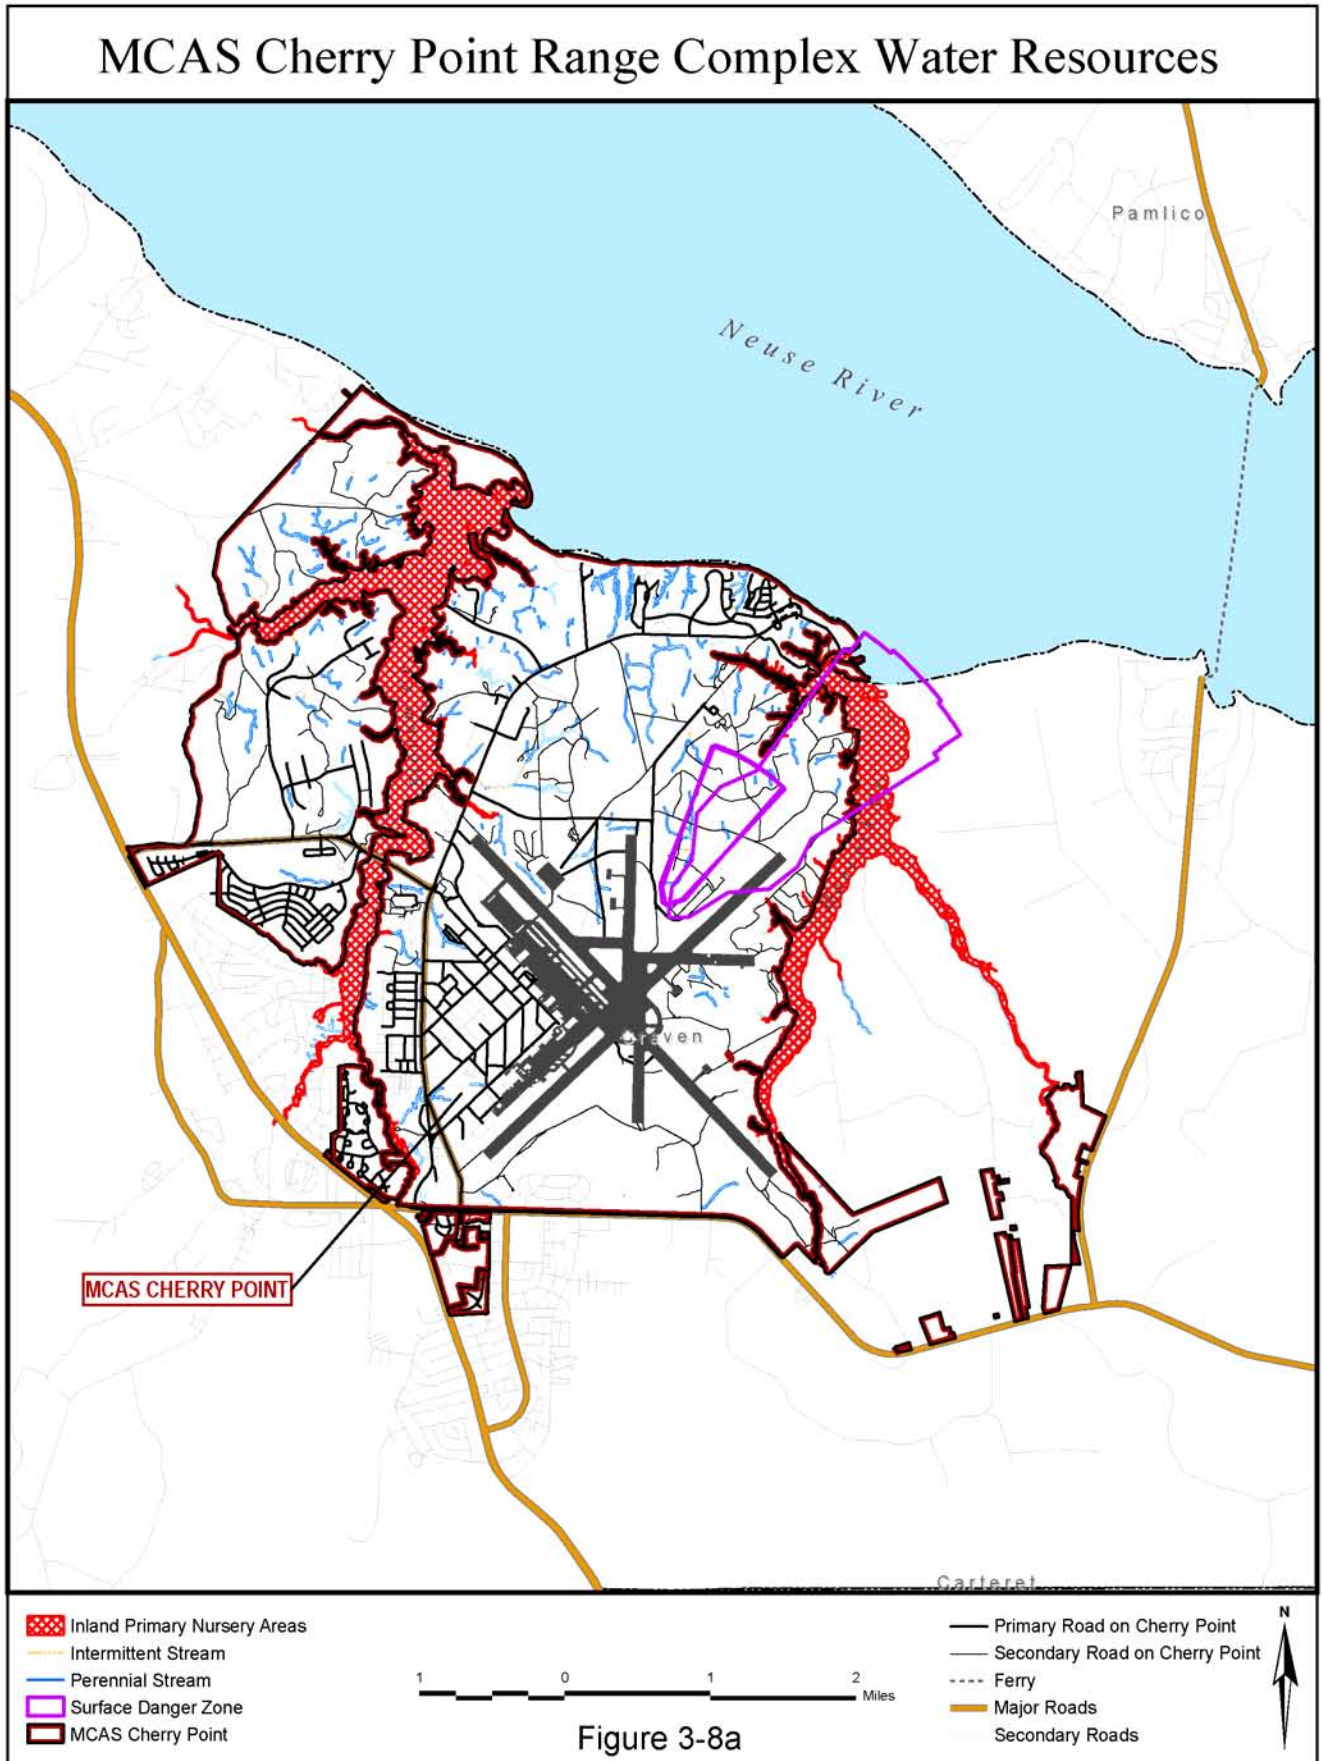 MCAS Cherry Point Range Complex Water Resources
Pamlico
Neuse River
Craven
MCAS CHERRY POINT
Carteret
Inland Primary Nursery Areas
Intermittent Stream
Perennial Stream
Surface Danger Zone
MCAS Cherry Point
1 0 1 2
Miles
Figure 3-8a
Primary Road on Cherry Point
Secondary Road on Cherry Point
Ferry
Major Roads
Secondary Roads
N